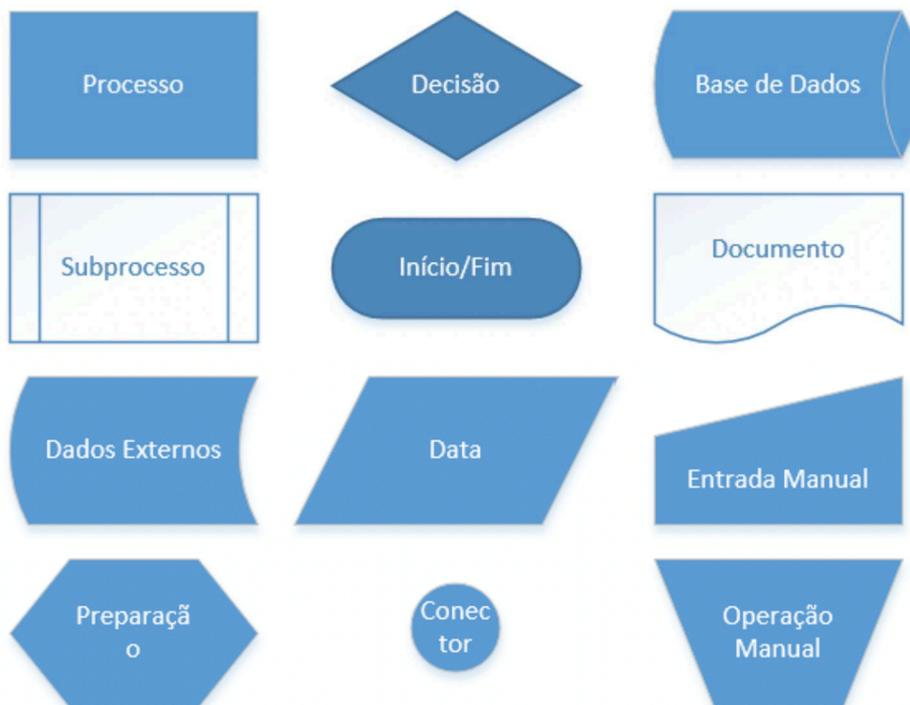 Processo
Decisão
Base de Dados
Subprocesso
Início/Fim
Documento
Dados Externos
Data
Entrada Manual
Preparaçã
o
Conec
tor
Operação
Manual